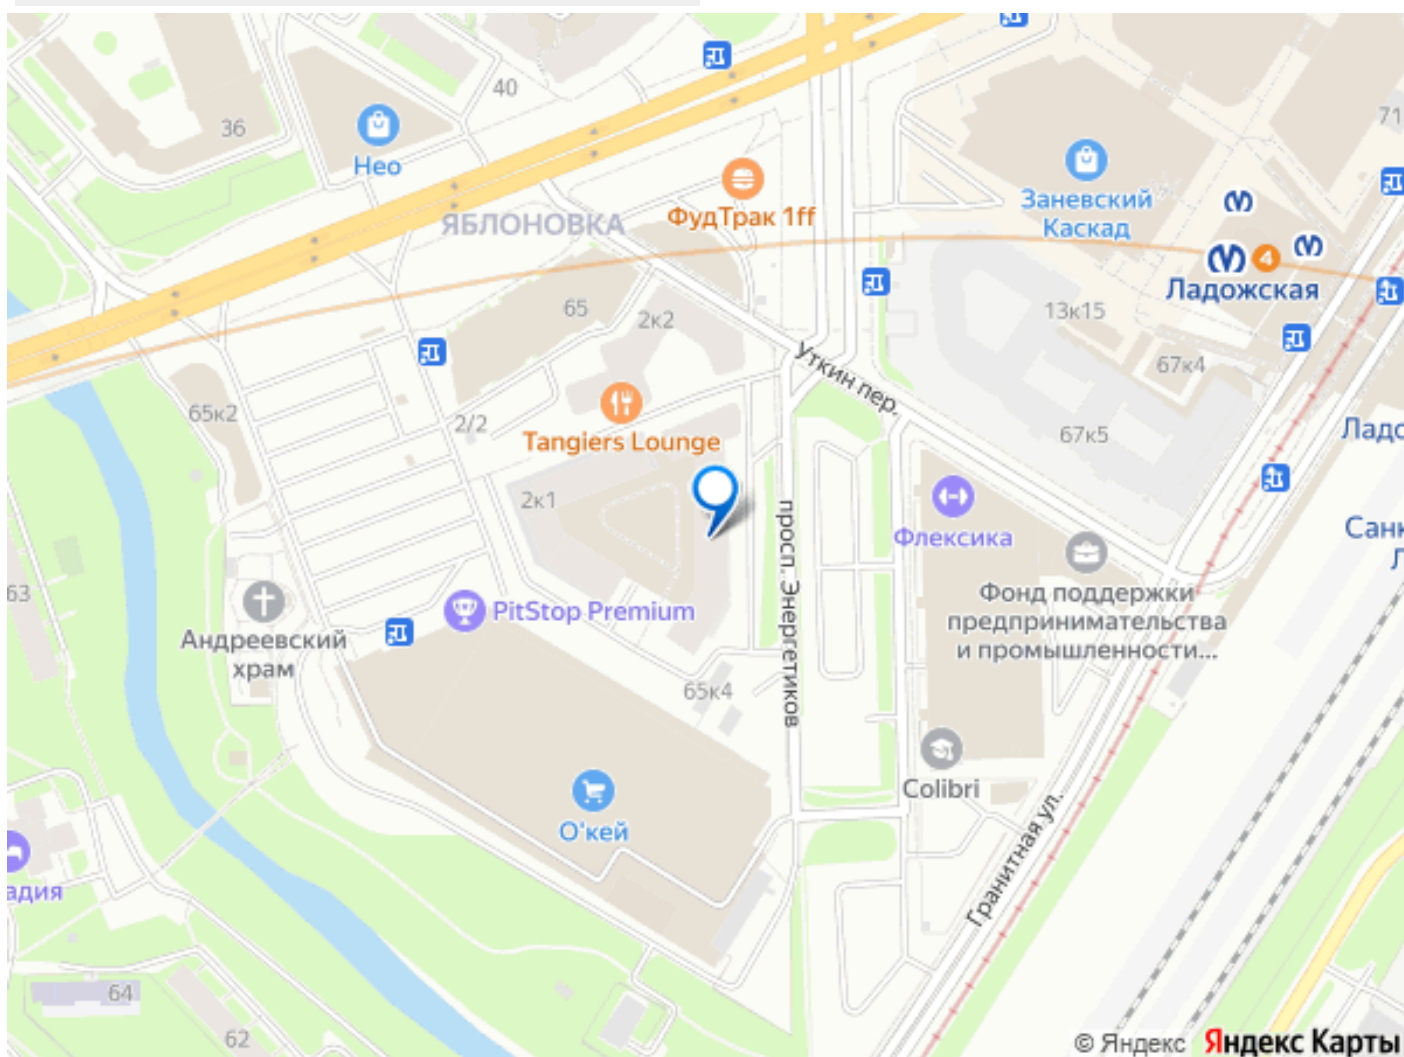 40
36
71
Нео
ЯБЛОНОВКА
ФудТрак 1ff
Заневский
Каскад
4
Ладожская
65
2к2
13к15
Уткин пер.
67к4
65к2
2/2
Tangiers Lounge
67к5
Ладо
2к1
просп. Энергетиков
Флексика
Санк
Л
63
Фонд поддержки
предпринимательства
и промышленности...
PitStop Premium
Андреевский
храм
65к4
Colibri
О'кей
Гранитная ул.
адия
64
62
© Яндекс Яндекс Карты